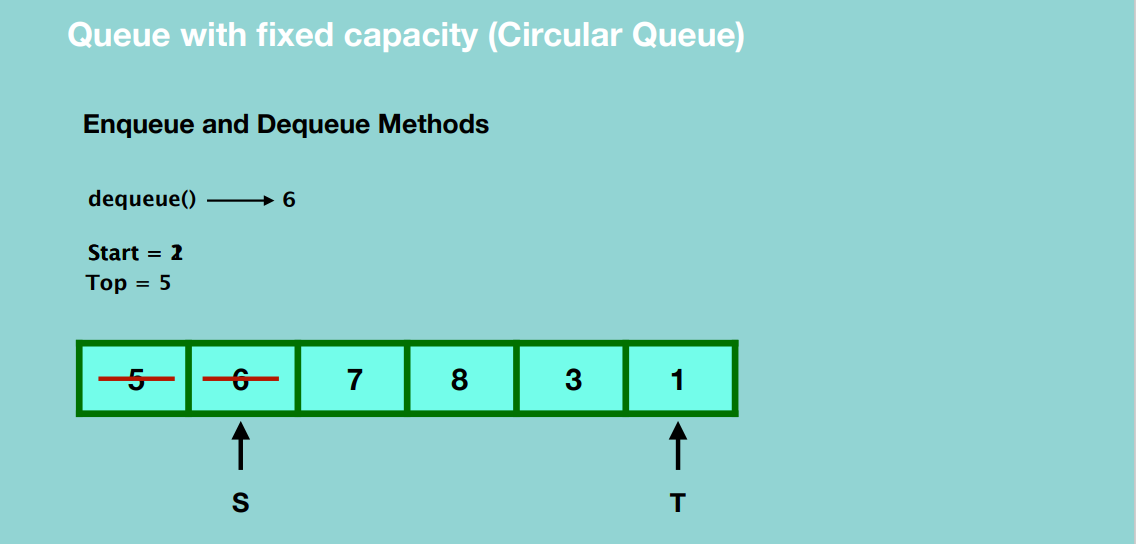 Queue with fixed capacity (Circular Queue)
Enqueue and Dequeue Methods
dequeue() 6
Start =
Top = 5
5 6 7 8 3 1
S T